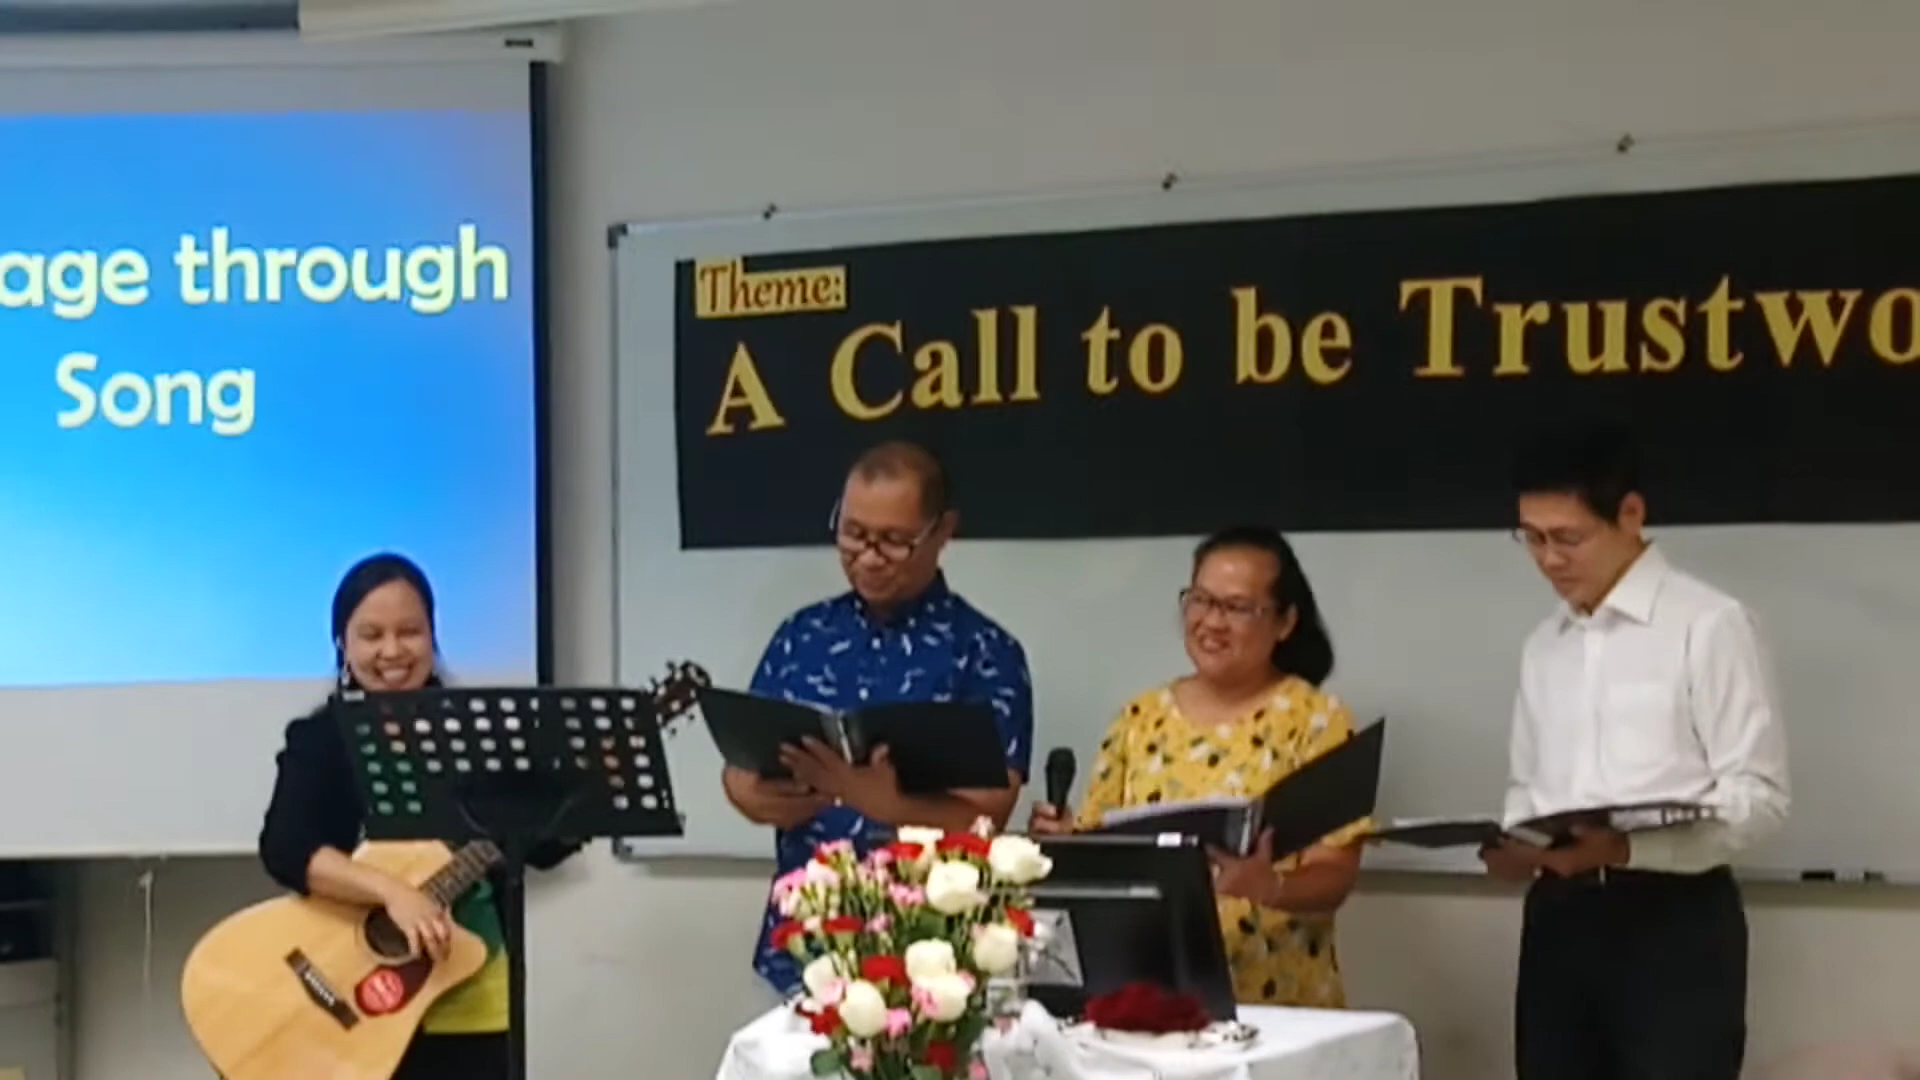 age through
Song
Theme:
A Call to be Trustwo